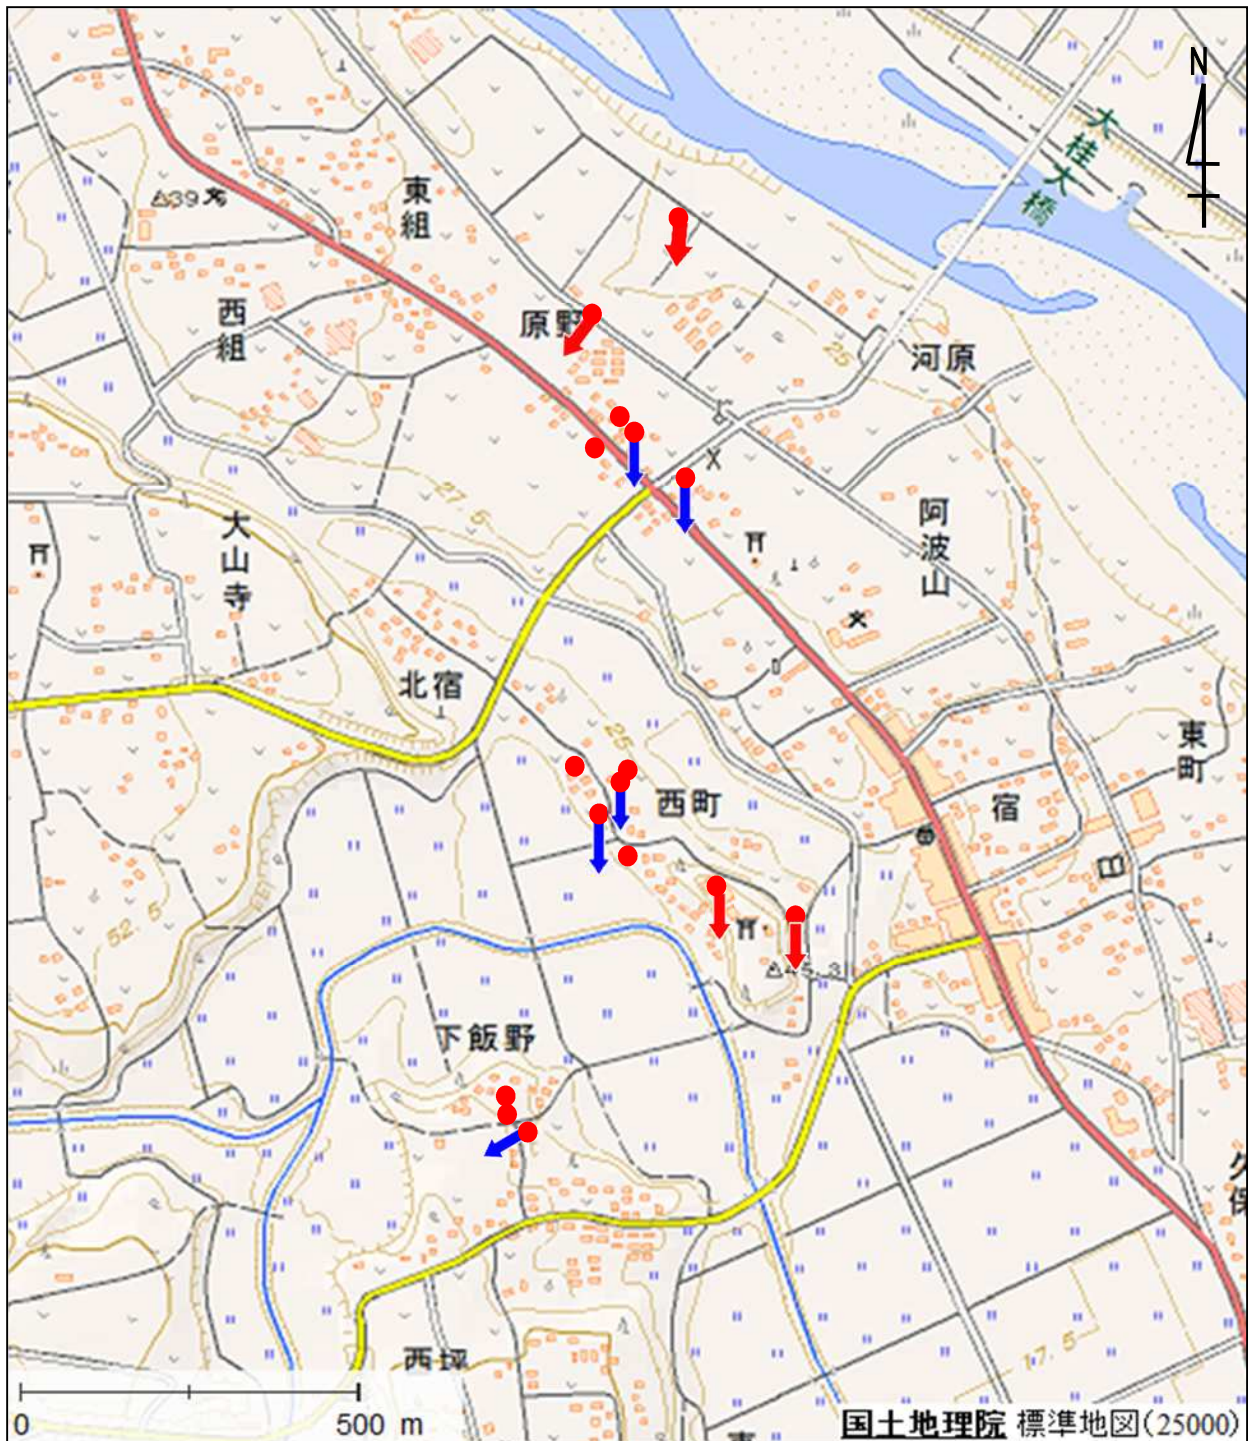 N
大桂大橋
39
東組
西組
原野
25
河原
27.5
大山寺
阿波山
北宿
25
東町
西町
宿
52.5
45.3
下飯野
久保
17.5
西坪
0 500 m
国土地理院 標準地図(25000)